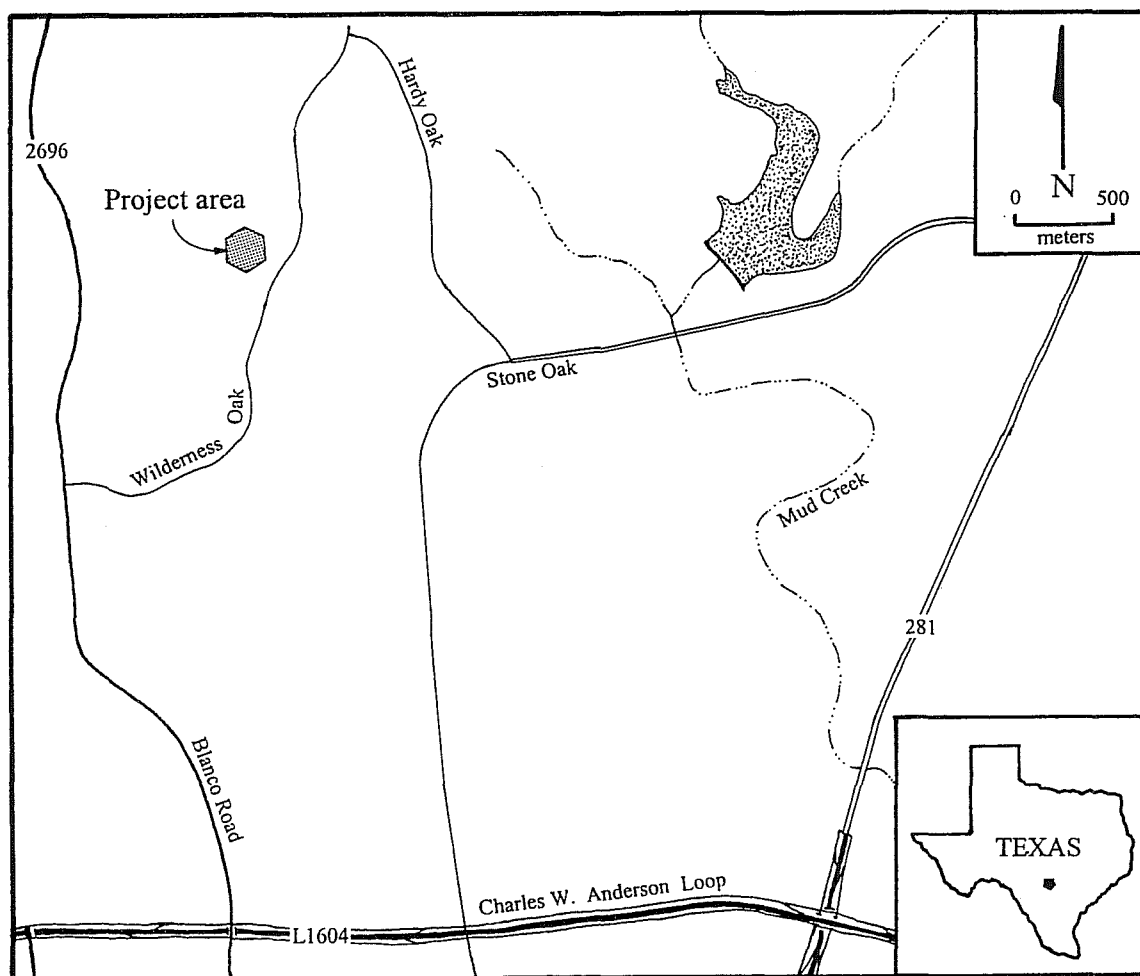 Hardy Oak
2696
Project area
N
0 500
meters
Stone Oak
Wilderness Oak
Mud Creek
281
Blanco Road
TEXAS
Charles W. Anderson Loop
L1604